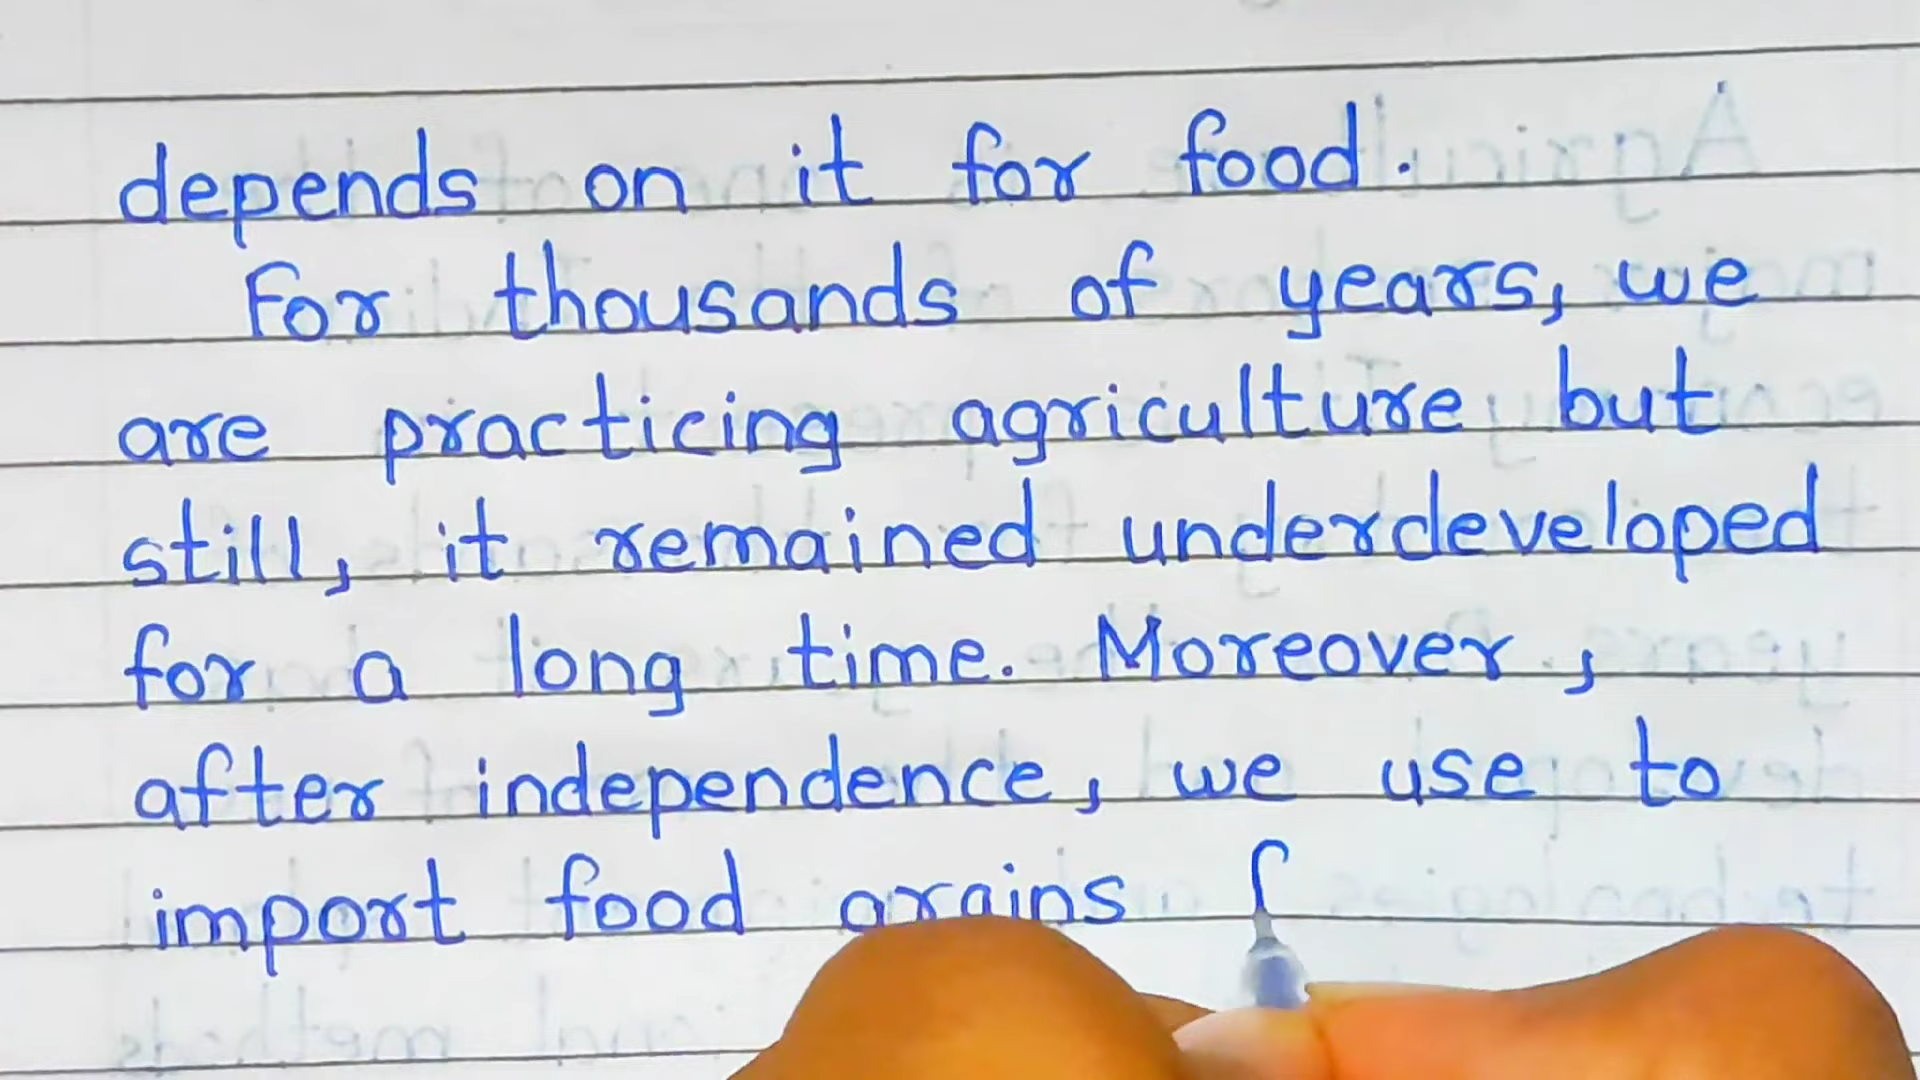 depends on it for food.
For thousands of years, we
are practicing agriculture but
still, it remained underdeveloped
for a long time. Moreover,
after independence, we use to
import food grains f